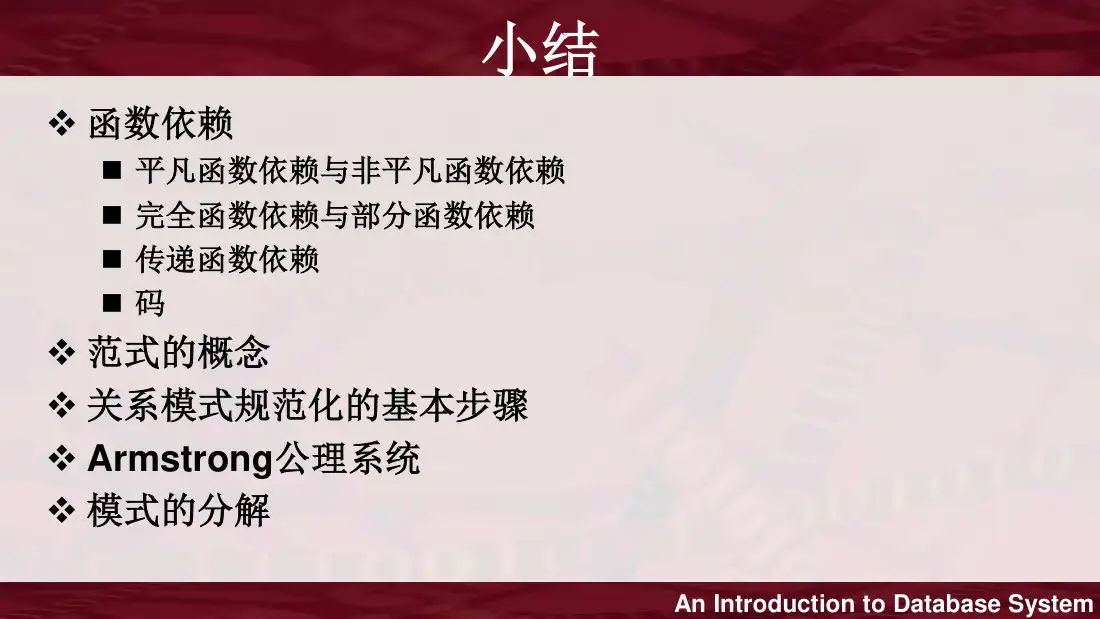 小结
函数依赖
平凡函数依赖与非平凡函数依赖
完全函数依赖与部分函数依赖
传递函数依赖
码
范式的概念
关系模式规范化的基本步骤
Armstrong公理系统
模式的分解
An Introduction to Database System